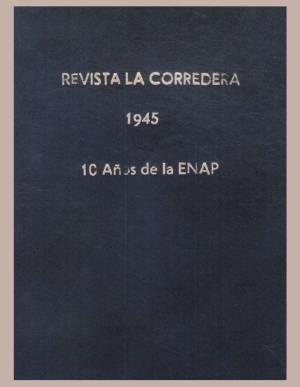 REVISTA LA CORREDERA
1945
10 Años de la ENAP